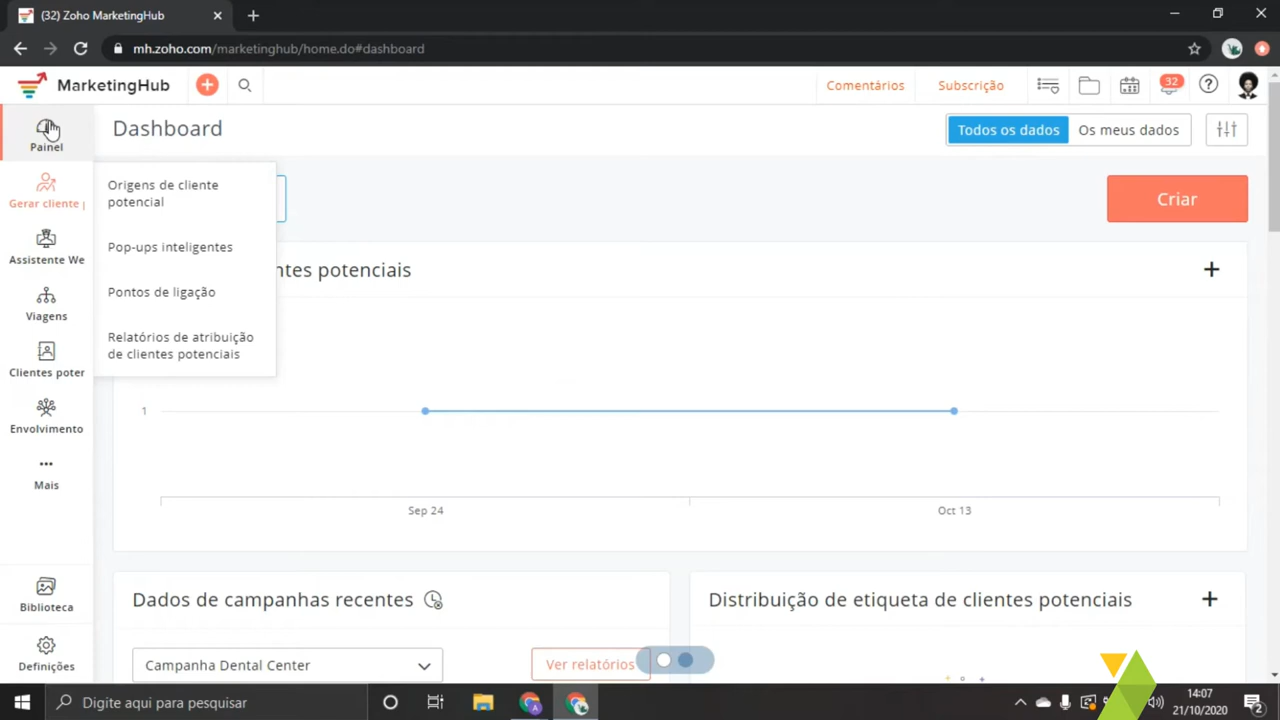 (32) Zoho MarketingHub
mh.zoho.com/marketinghub/home.do#dashboard
MarketingHub
Comentários
Subscrição
32
Painel
Dashboard
Todos os dados
Os meus dados
Gerar cliente
Origens de cliente
potencial
Criar
Assistente We
Pop-ups inteligentes
ntes potenciais
Viagens
Pontos de ligação
Relatórios de atribuição
de clientes potenciais
Clientes poter
1
Envolvimento
Mais
Sep 24
Oct 13
Biblioteca
Dados de campanhas recentes
Distribuição de etiqueta de clientes potenciais
Definições
Campanha Dental Center
Ver relatórios
Digite aqui para pesquisar
14:07
21/10/2020
2